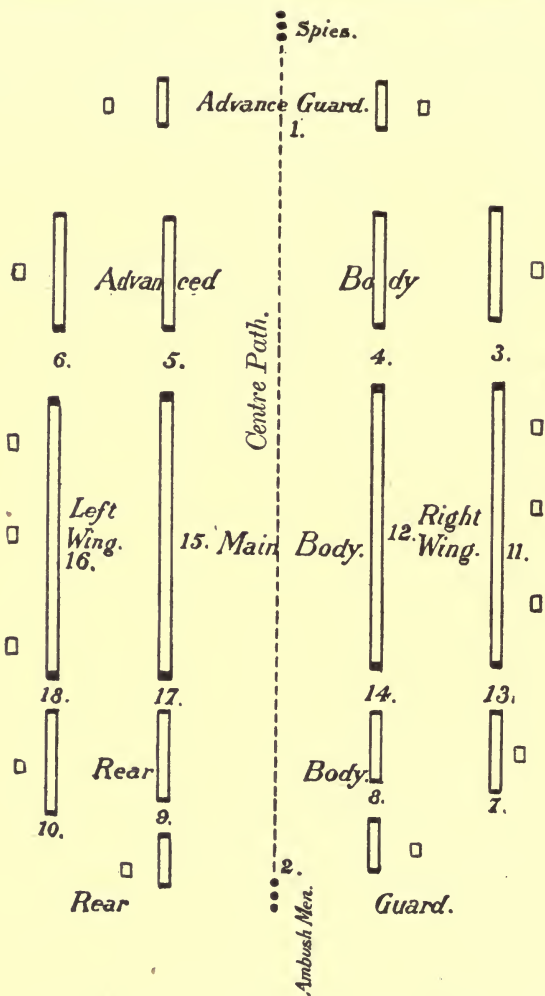 Spies.
Advance Guard.
1.
Advanced Body
6. 5. 4. 3.
Centre Path.
Left
Wing.
16.
15. Main Body.
12. Right
Wing. 11.
18. 17. 14. 13.
Rear Body.
8. 7.
10. 9.
2.
Rear Guard.
Ambush Men.